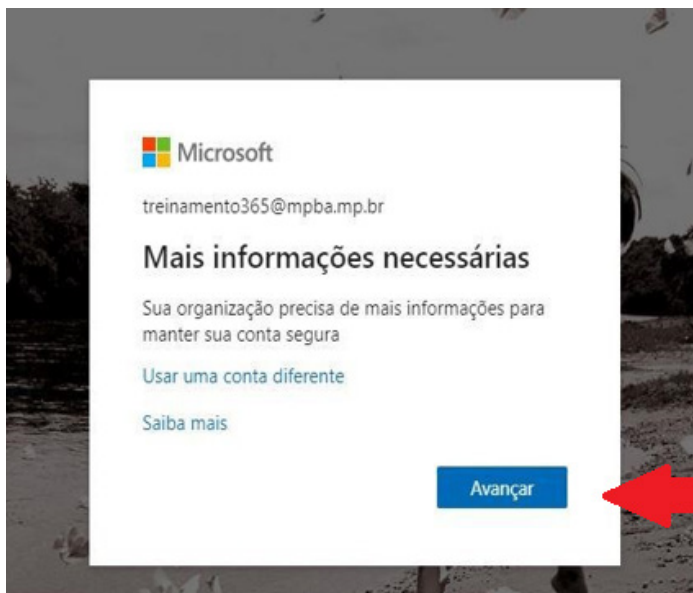 Microsoft
treinamento365@mpba.mp.br
Mais informações necessárias
Sua organização precisa de mais informações para
manter sua conta segura
Usar uma conta diferente
Saiba mais
Avançar